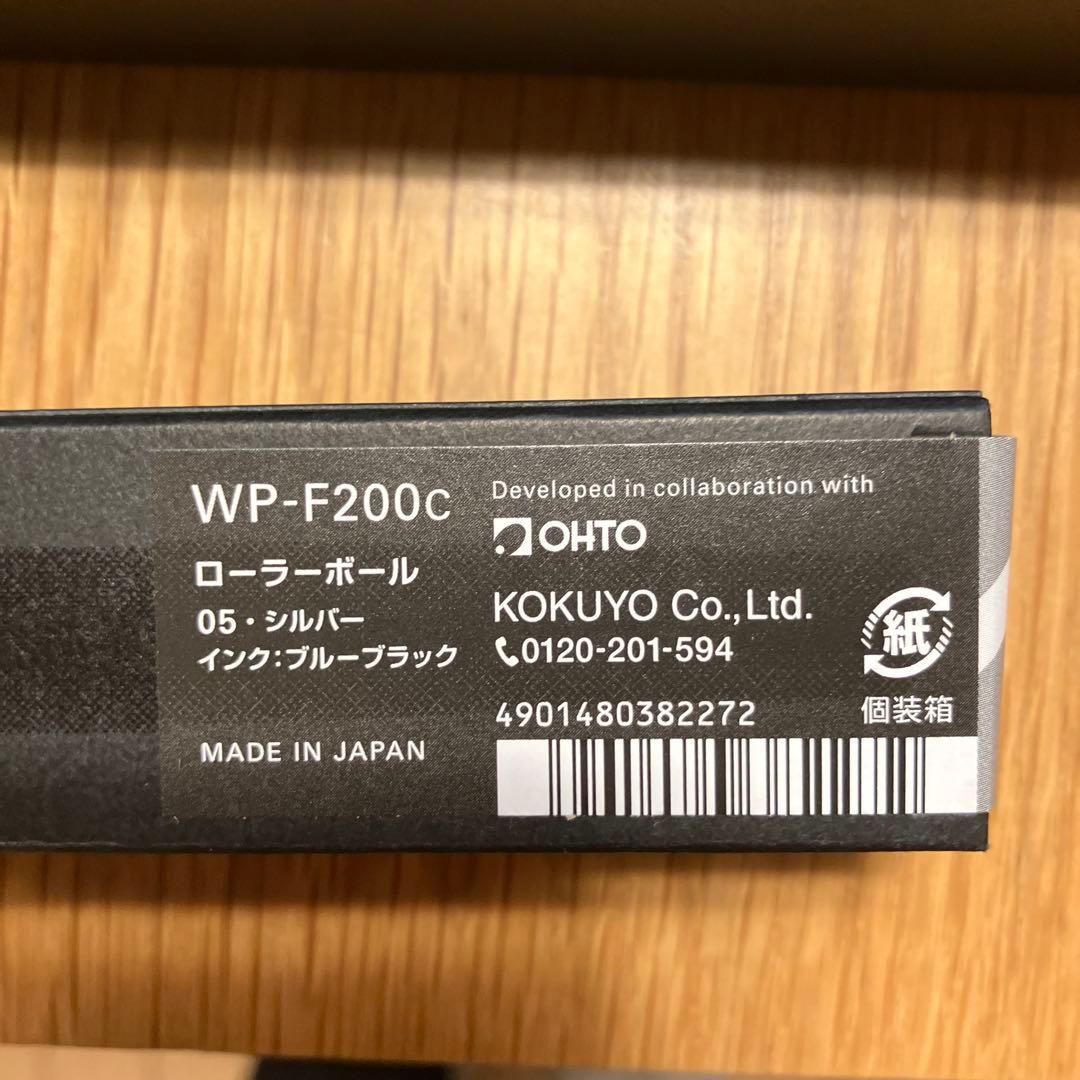 WP-F200c
ローラーボール
05・シルバー
インク:ブルーブラック
MADE IN JAPAN
Developed in collaboration with
OHTO
KOKUYO Co.,Ltd.
0120-201-594
4901480382272
紙
個装箱